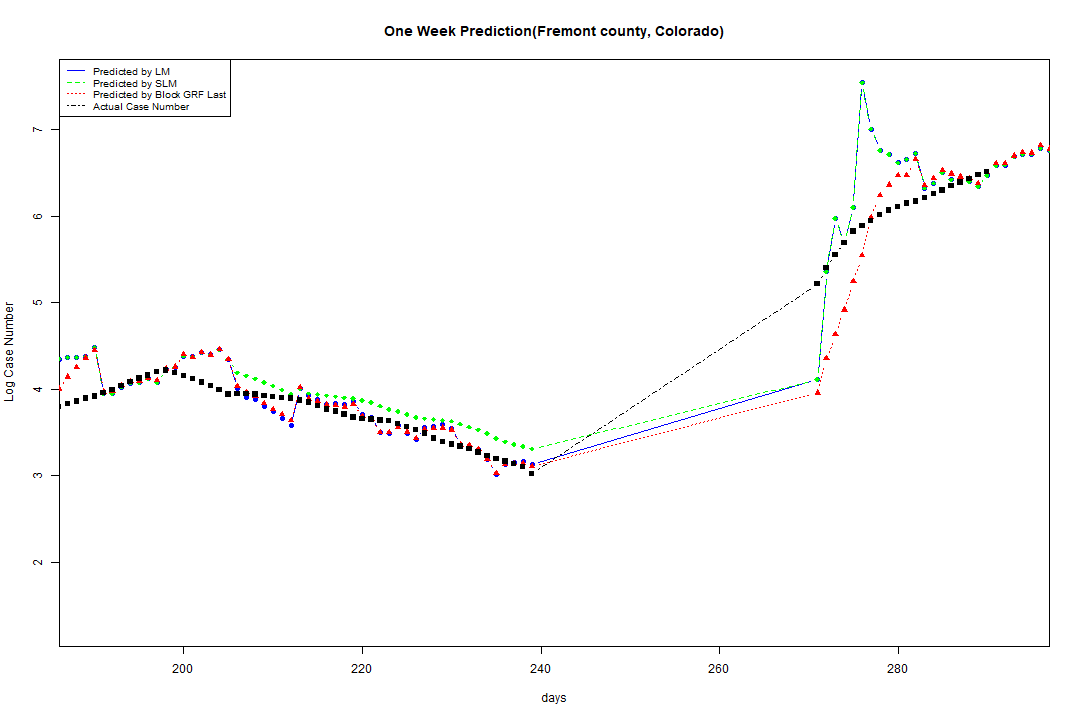 One Week Prediction(Fremont county, Colorado)
Predicted by LM
Predicted by SLM
Predicted by Block GRF Last
Actual Case Number
7
6
5
4
3
2
Log Case Number
200 220 240 260 280
days